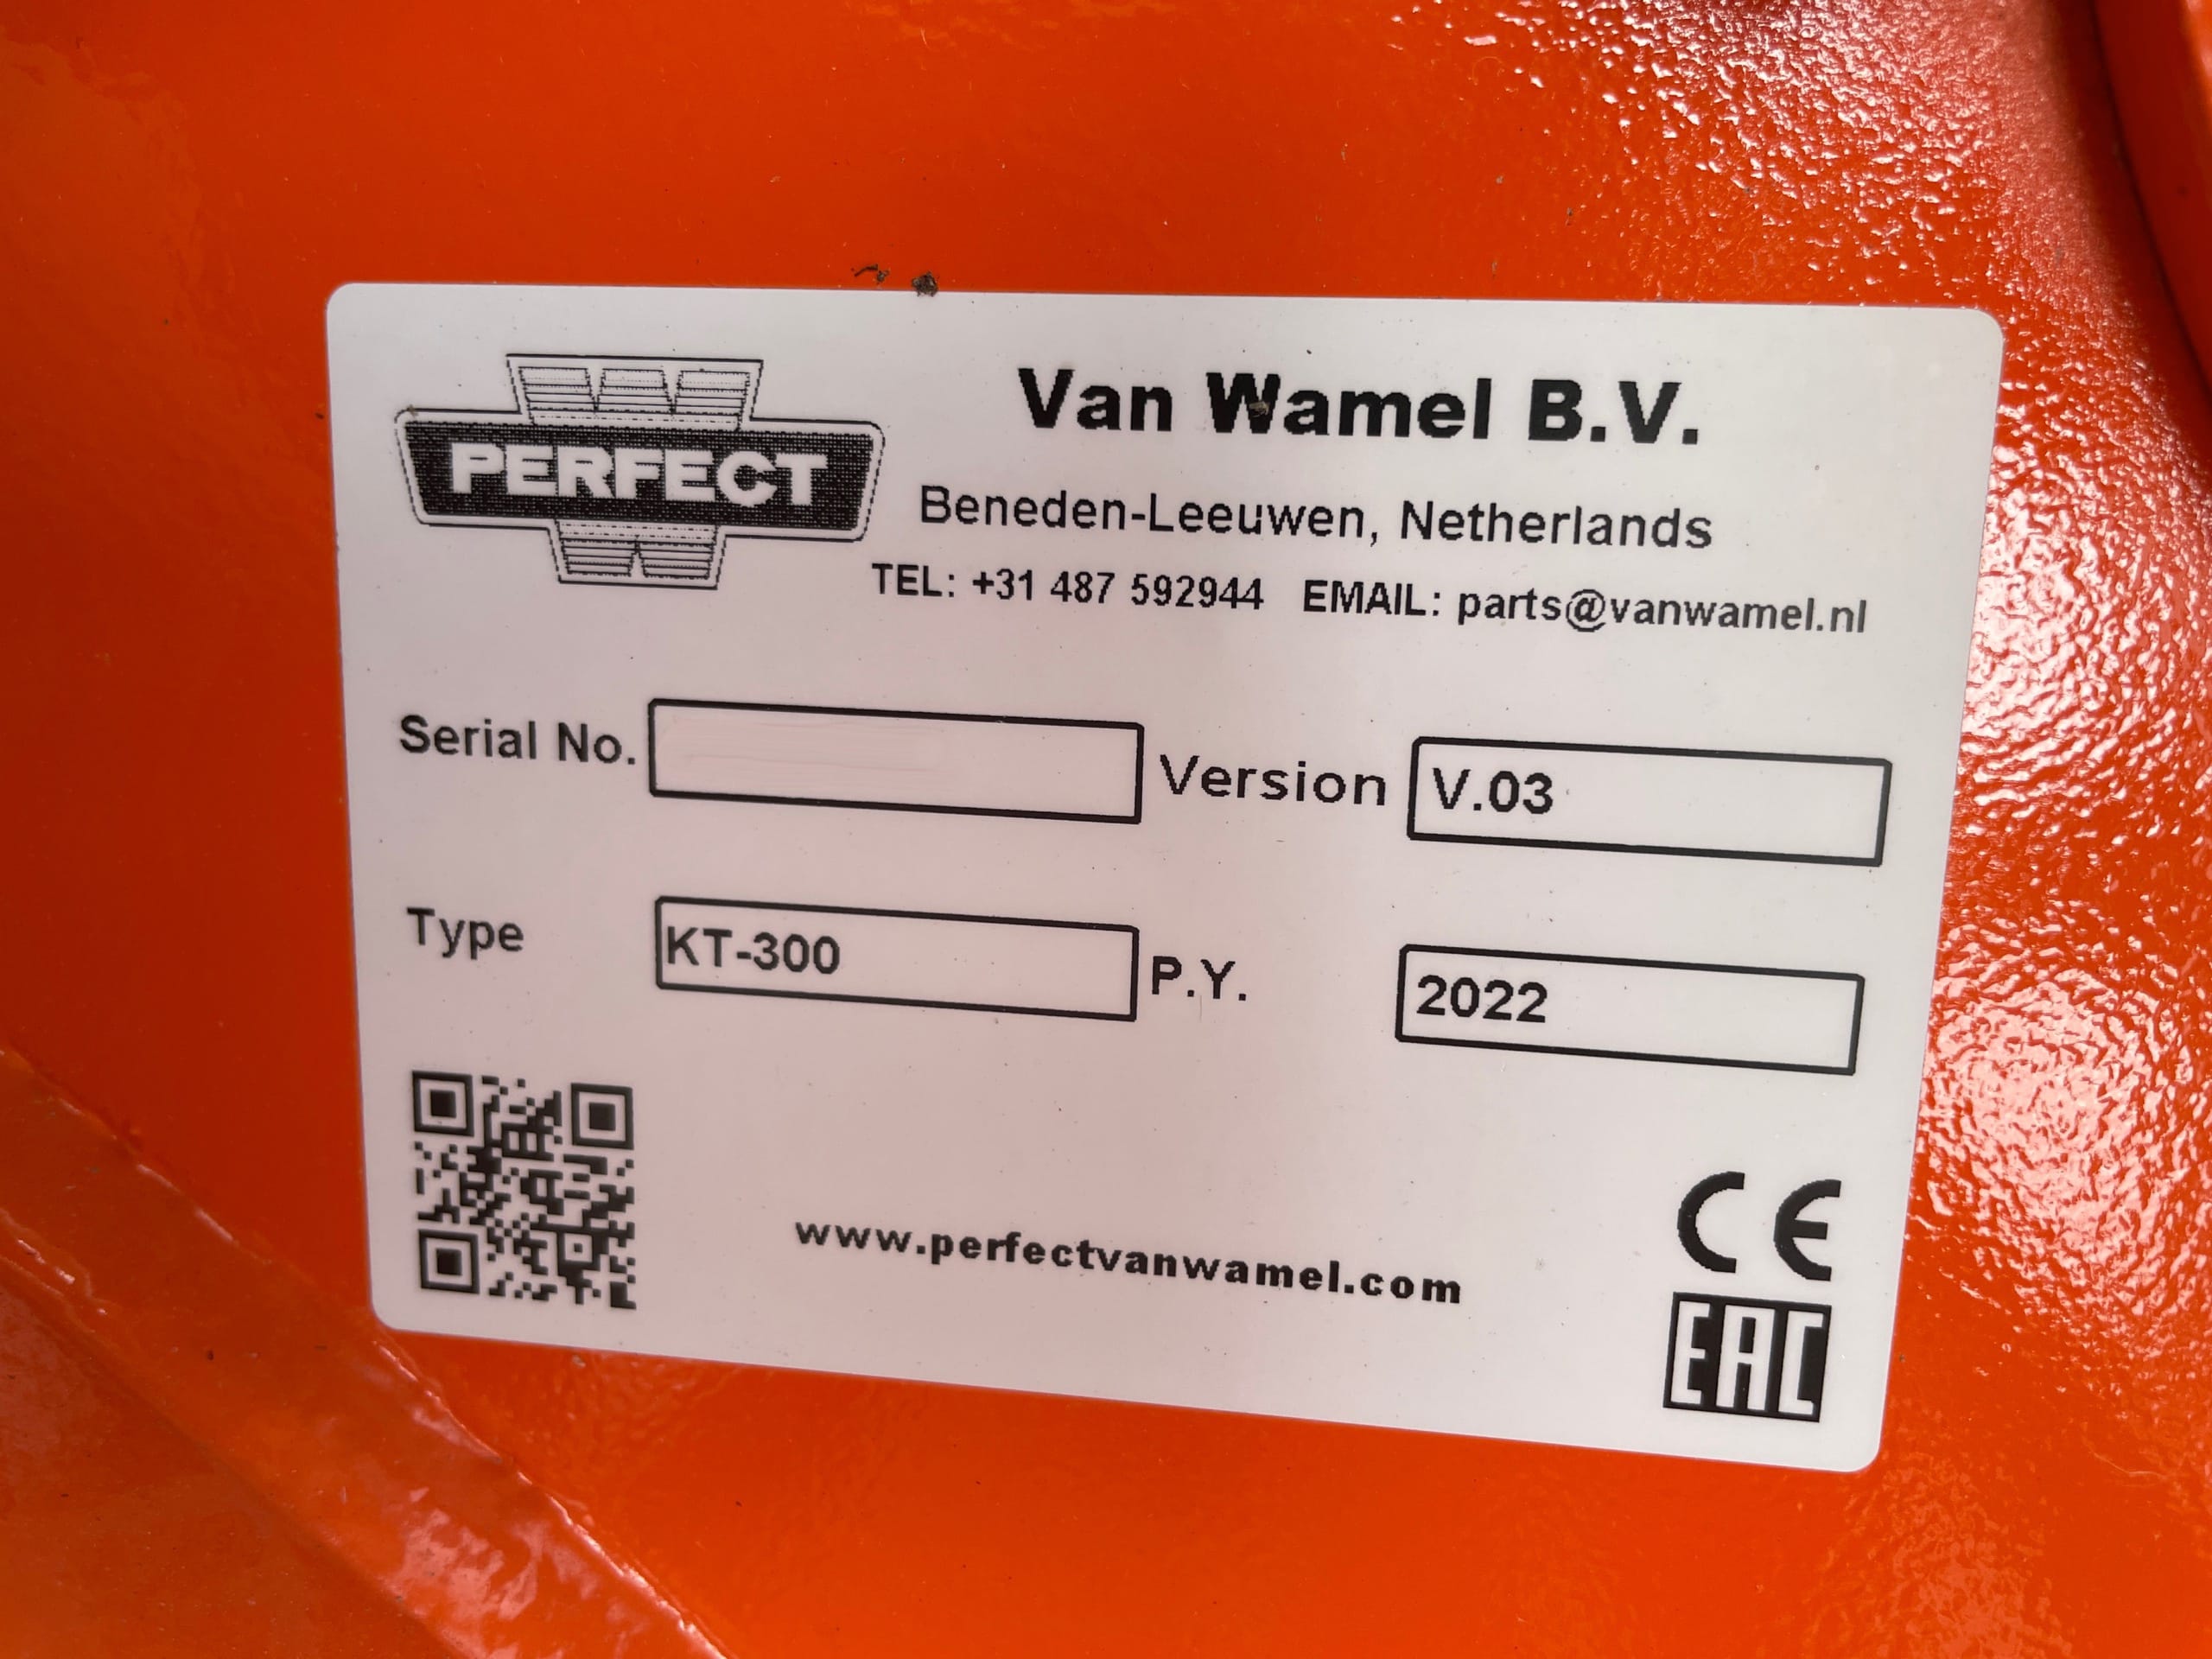 PERFECT
Van Wamel B.V.
Beneden-Leeuwen, Netherlands
TEL: +31 487 592944 EMAIL: parts@vanwamel.nl
Serial No. Version V.03
Type KT-300 P.Y. 2022
www.perfectvanwamel.com
CE
EAC